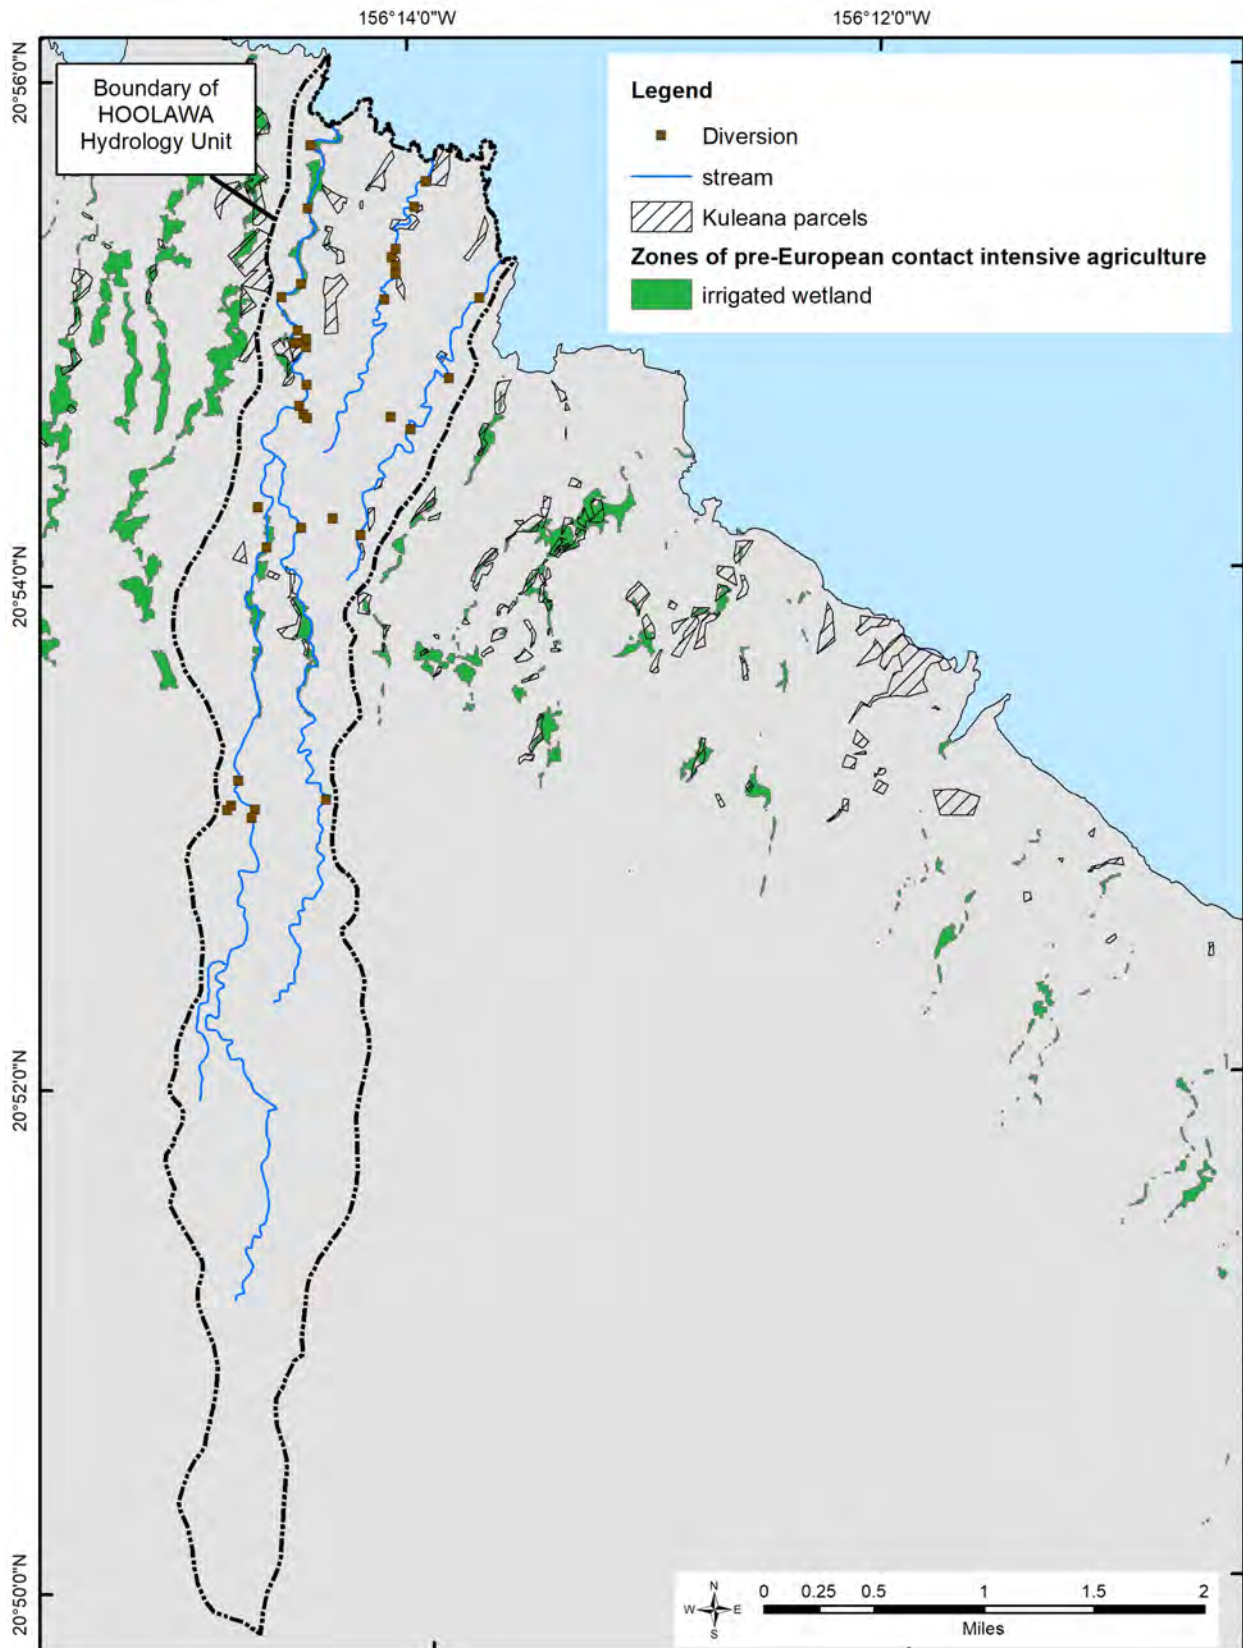 156°14'0"W
156°12'0"W
20°56'0"N
20°54'0"N
20°52'0"N
20°50'0"N
Boundary of
HOOLAWA
Hydrology Unit
Legend
Diversion
stream
Kuleana parcels
Zones of pre-European contact intensive agriculture
irrigated wetland
N
W E
S
0 0.25 0.5 1 1.5 2
Miles